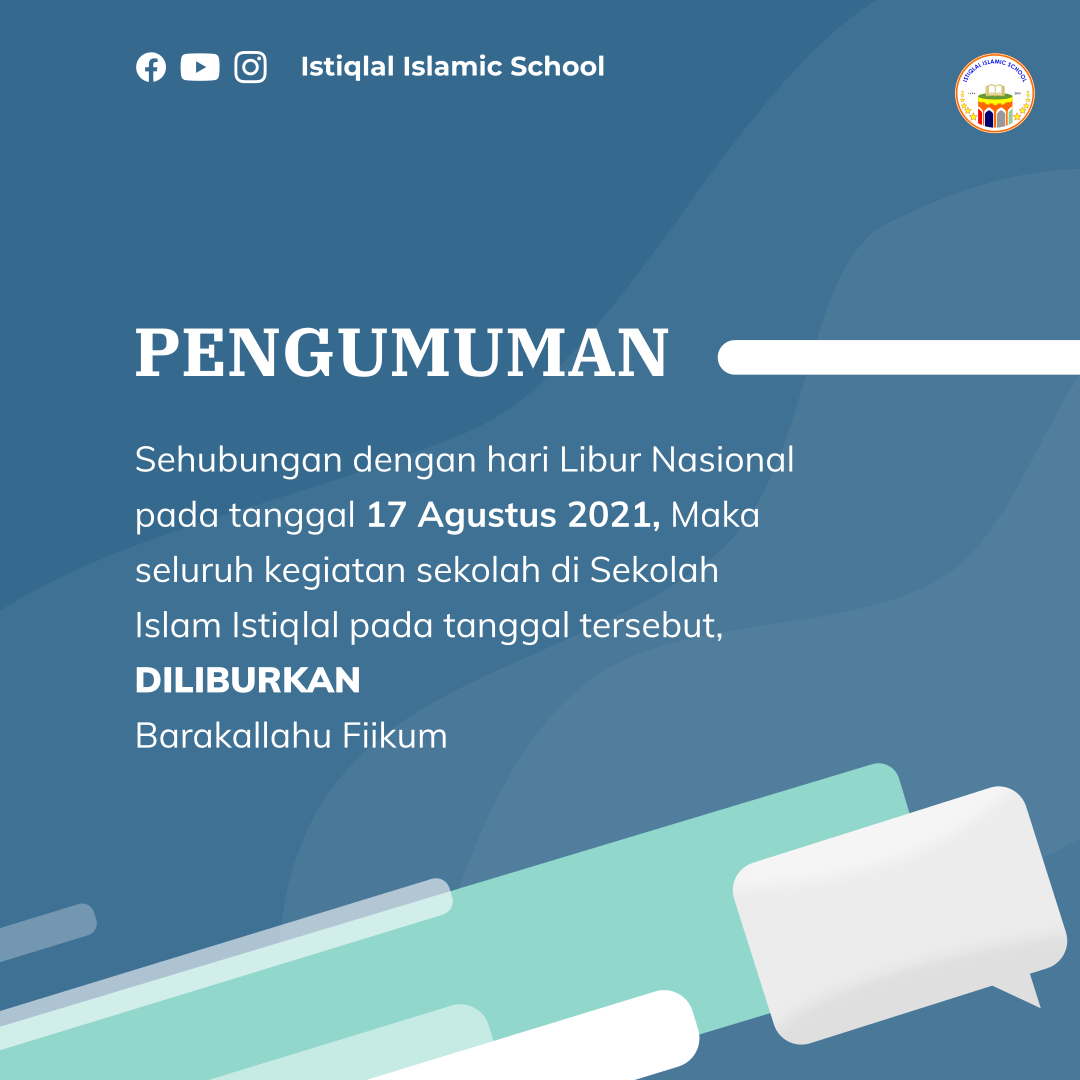 Istiqlal Islamic School
ISTIQLAL ISLAMIC SCHOOL
PENGUMUMAN
Sehubungan dengan hari Libur Nasional
pada tanggal 17 Agustus 2021, Maka
seluruh kegiatan sekolah di Sekolah
Islam Istiqlal pada tanggal tersebut,
DILIBURKAN
Barakallahu Fiikum